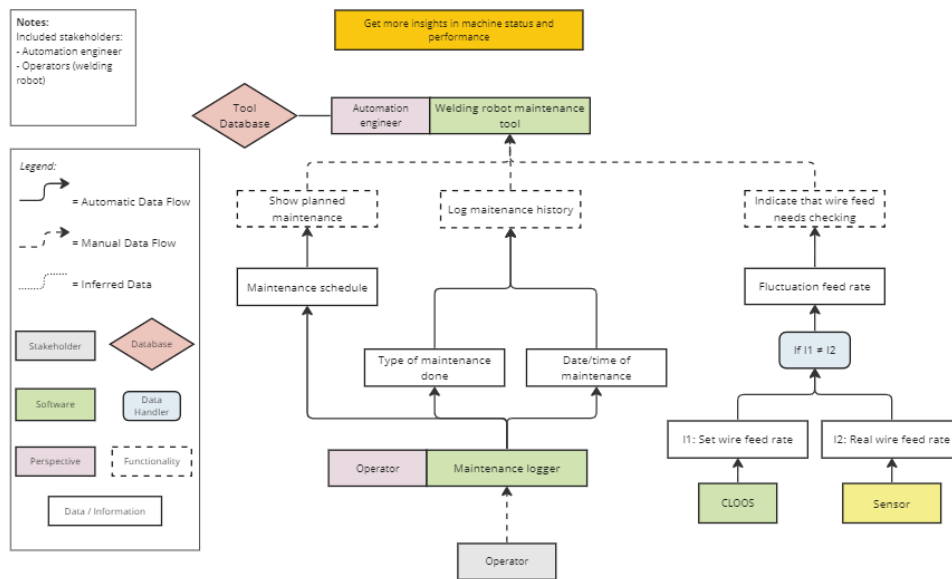 Notes:
Included stakeholders:
- Automation engineer
- Operators (welding
robot)
Get more insights in machine status and
performance
Tool
Database
Automation
engineer
Welding robot maintenance
tool
Legend:
= Automatic Data Flow
= Manual Data Flow
= Inferred Data
Stakeholder
Database
Software
Data
Handler
Perspective
Functionality
Data / Information
Show planned
maintenance
Log maitenance history
Indicate that wire feed
needs checking
Maintenance schedule
Fluctuation feed rate
Type of maintenance
done
Date/time of
maintenance
If I1 ≠ I2
I1: Set wire feed rate
I2: Real wire feed rate
Operator
Maintenance logger
CLOOS
Sensor
Operator